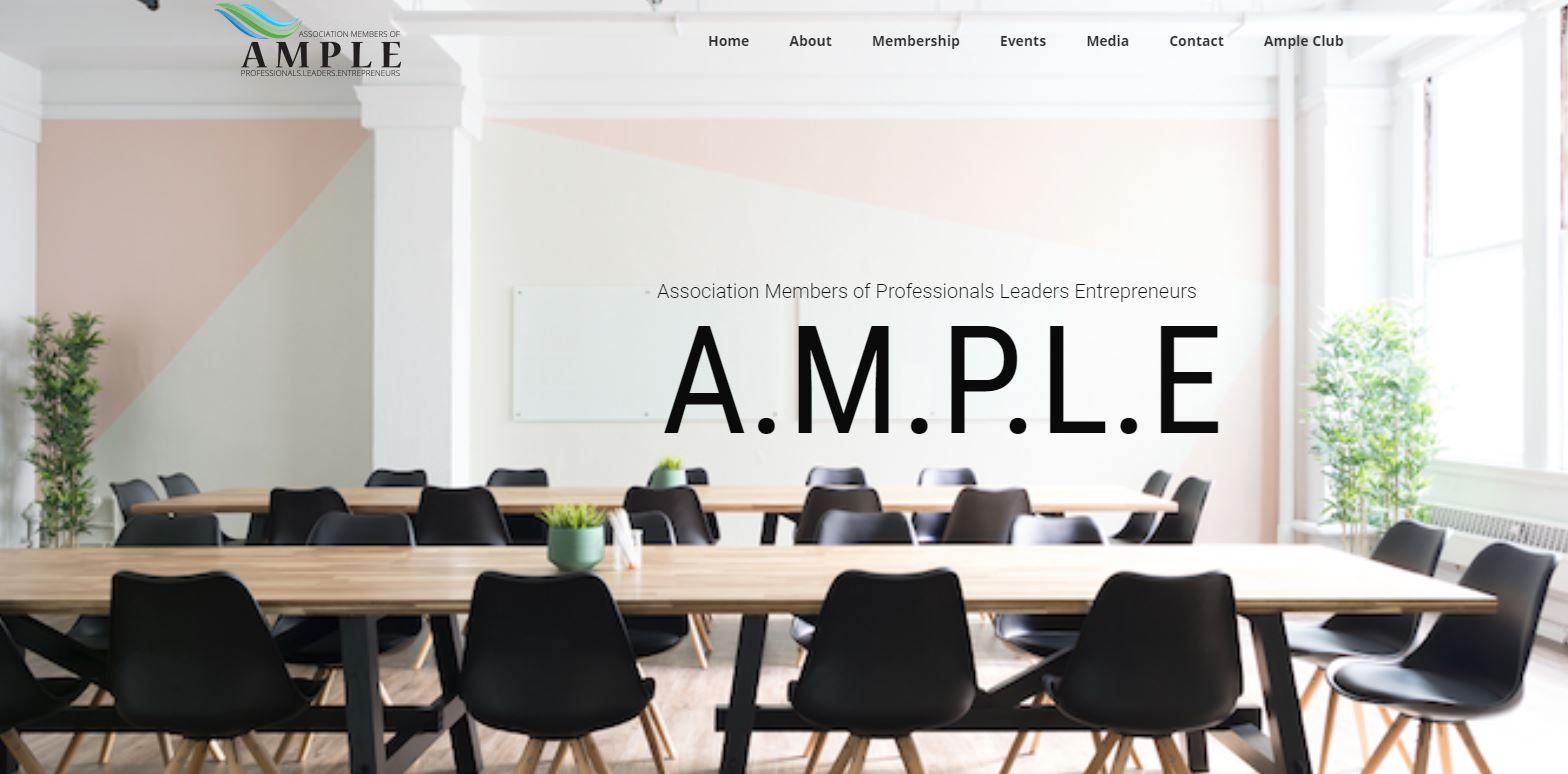 ASSOCIATION MEMBERS OF
AMPLE
PROFESSIONALS.LEADERS.ENTREPRENEURS
Home About Membership Events Media Contact Ample Club
Association Members of Professionals Leaders Entrepreneurs
A.M.P.L.E